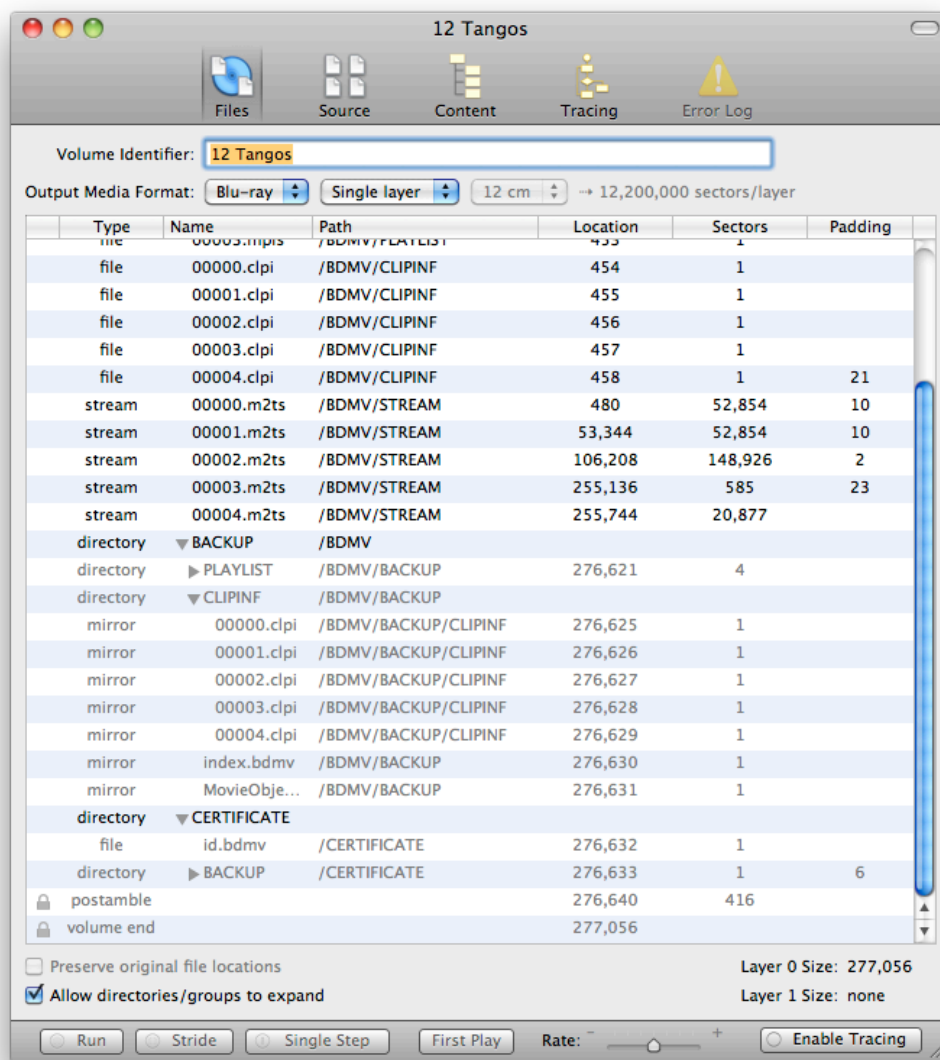 12 Tangos
Files Source Content Tracing Error Log
Volume Identifier: 12 Tangos
Output Media Format: Blu-ray Single layer 12 cm ⇢ 12,200,000 sectors/layer
Type Name Path Location Sectors Padding
file 00003.mpls /BDMV/PLAYLIST 453 1
file 00000.clpi /BDMV/CLIPINF 454 1
file 00001.clpi /BDMV/CLIPINF 455 1
file 00002.clpi /BDMV/CLIPINF 456 1
file 00003.clpi /BDMV/CLIPINF 457 1
file 00004.clpi /BDMV/CLIPINF 458 1 21
stream 00000.m2ts /BDMV/STREAM 480 52,854 10
stream 00001.m2ts /BDMV/STREAM 53,344 52,854 10
stream 00002.m2ts /BDMV/STREAM 106,208 148,926 2
stream 00003.m2ts /BDMV/STREAM 255,136 585 23
stream 00004.m2ts /BDMV/STREAM 255,744 20,877
directory BACKUP /BDMV
directory PLAYLIST /BDMV/BACKUP 276,621 4
directory CLIPINF /BDMV/BACKUP
mirror 00000.clpi /BDMV/BACKUP/CLIPINF 276,625 1
mirror 00001.clpi /BDMV/BACKUP/CLIPINF 276,626 1
mirror 00002.clpi /BDMV/BACKUP/CLIPINF 276,627 1
mirror 00003.clpi /BDMV/BACKUP/CLIPINF 276,628 1
mirror 00004.clpi /BDMV/BACKUP/CLIPINF 276,629 1
mirror index.bdmv /BDMV/BACKUP 276,630 1
mirror MovieObje... /BDMV/BACKUP 276,631 1
directory CERTIFICATE
file id.bdmv /CERTIFICATE 276,632 1
directory BACKUP /CERTIFICATE 276,633 1 6
postamble 276,640 416
volume end 277,056
Preserve original file locations Layer 0 Size: 277,056
Allow directories/groups to expand Layer 1 Size: none
Run Stride Single Step First Play Rate: - + Enable Tracing